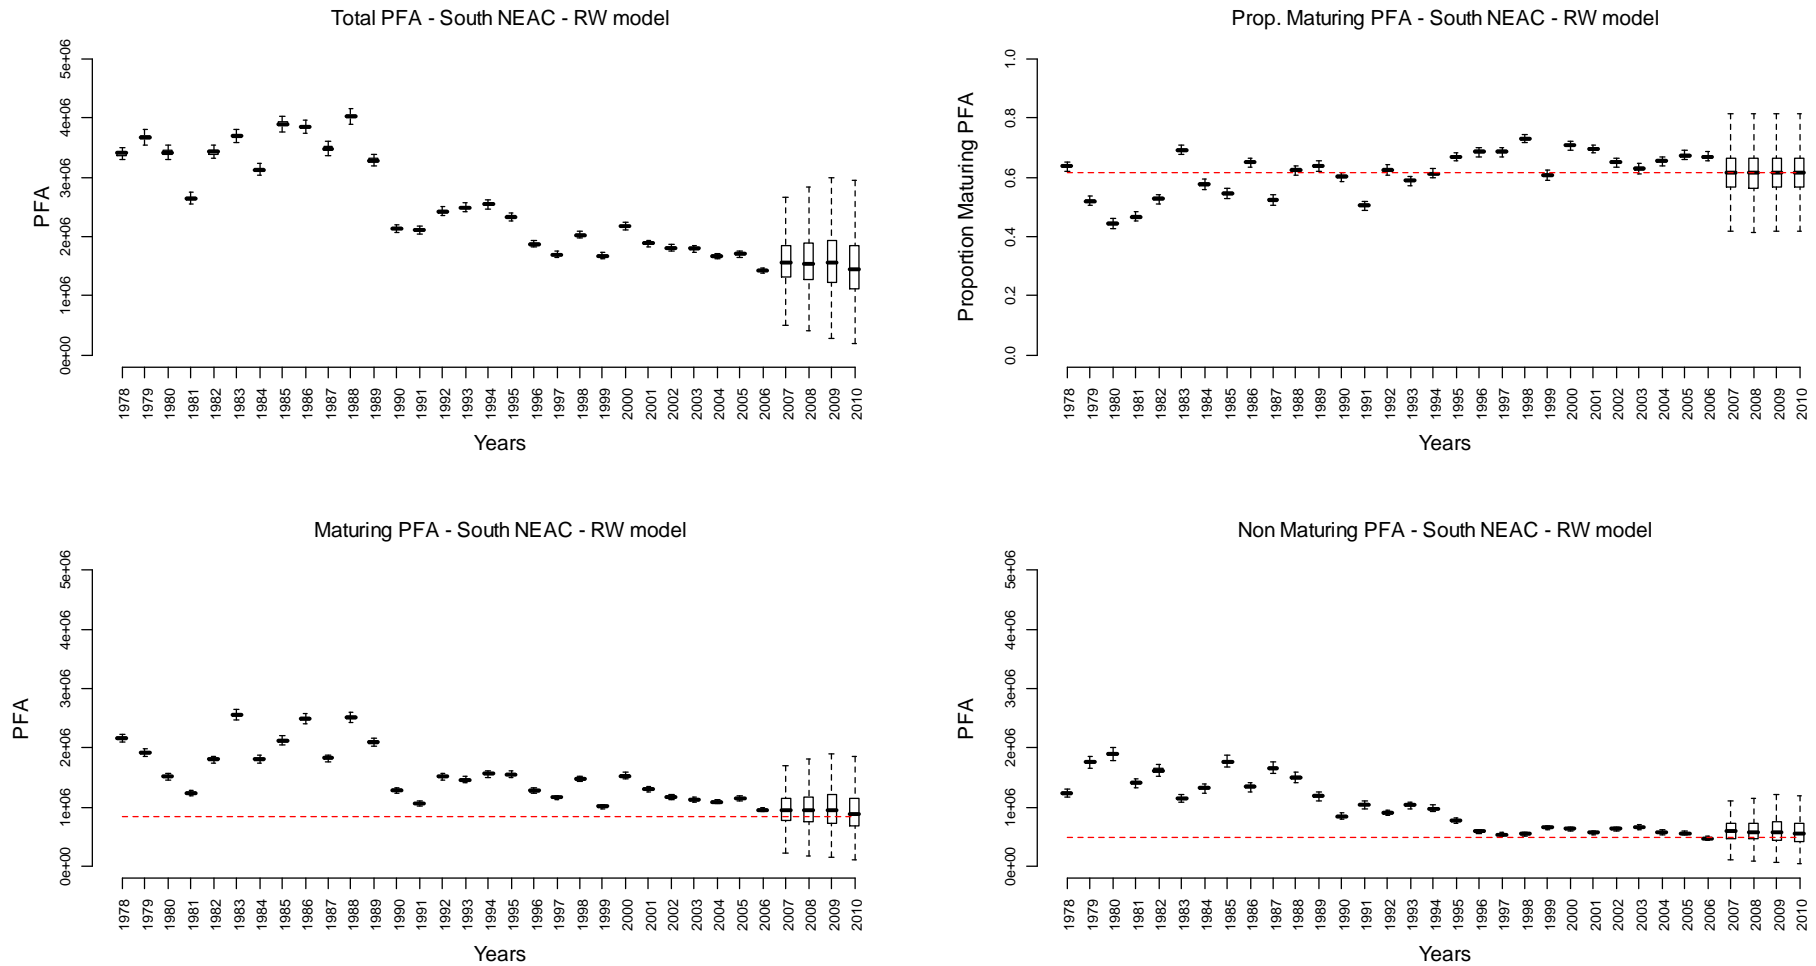 Total PFA - South NEAC - RW model
PFA
5e+06
4e+06
3e+06
2e+06
1e+06
0e+00
1978 1979 1980 1981 1982 1983 1984 1985 1986 1987 1988 1989 1990 1991 1992 1993 1994 1995 1996 1997 1998 1999 2000 2001 2002 2003 2004 2005 2006 2007 2008 2009 2010
Years
Prop. Maturing PFA - South NEAC - RW model
Proportion Maturing PFA
1.0
0.8
0.6
0.4
0.2
0.0
1978 1979 1980 1981 1982 1983 1984 1985 1986 1987 1988 1989 1990 1991 1992 1993 1994 1995 1996 1997 1998 1999 2000 2001 2002 2003 2004 2005 2006 2007 2008 2009 2010
Years
Maturing PFA - South NEAC - RW model
PFA
5e+06
4e+06
3e+06
2e+06
1e+06
0e+00
1978 1979 1980 1981 1982 1983 1984 1985 1986 1987 1988 1989 1990 1991 1992 1993 1994 1995 1996 1997 1998 1999 2000 2001 2002 2003 2004 2005 2006 2007 2008 2009 2010
Years
Non Maturing PFA - South NEAC - RW model
PFA
5e+06
4e+06
3e+06
2e+06
1e+06
0e+00
1978 1979 1980 1981 1982 1983 1984 1985 1986 1987 1988 1989 1990 1991 1992 1993 1994 1995 1996 1997 1998 1999 2000 2001 2002 2003 2004 2005 2006 2007 2008 2009 2010
Years